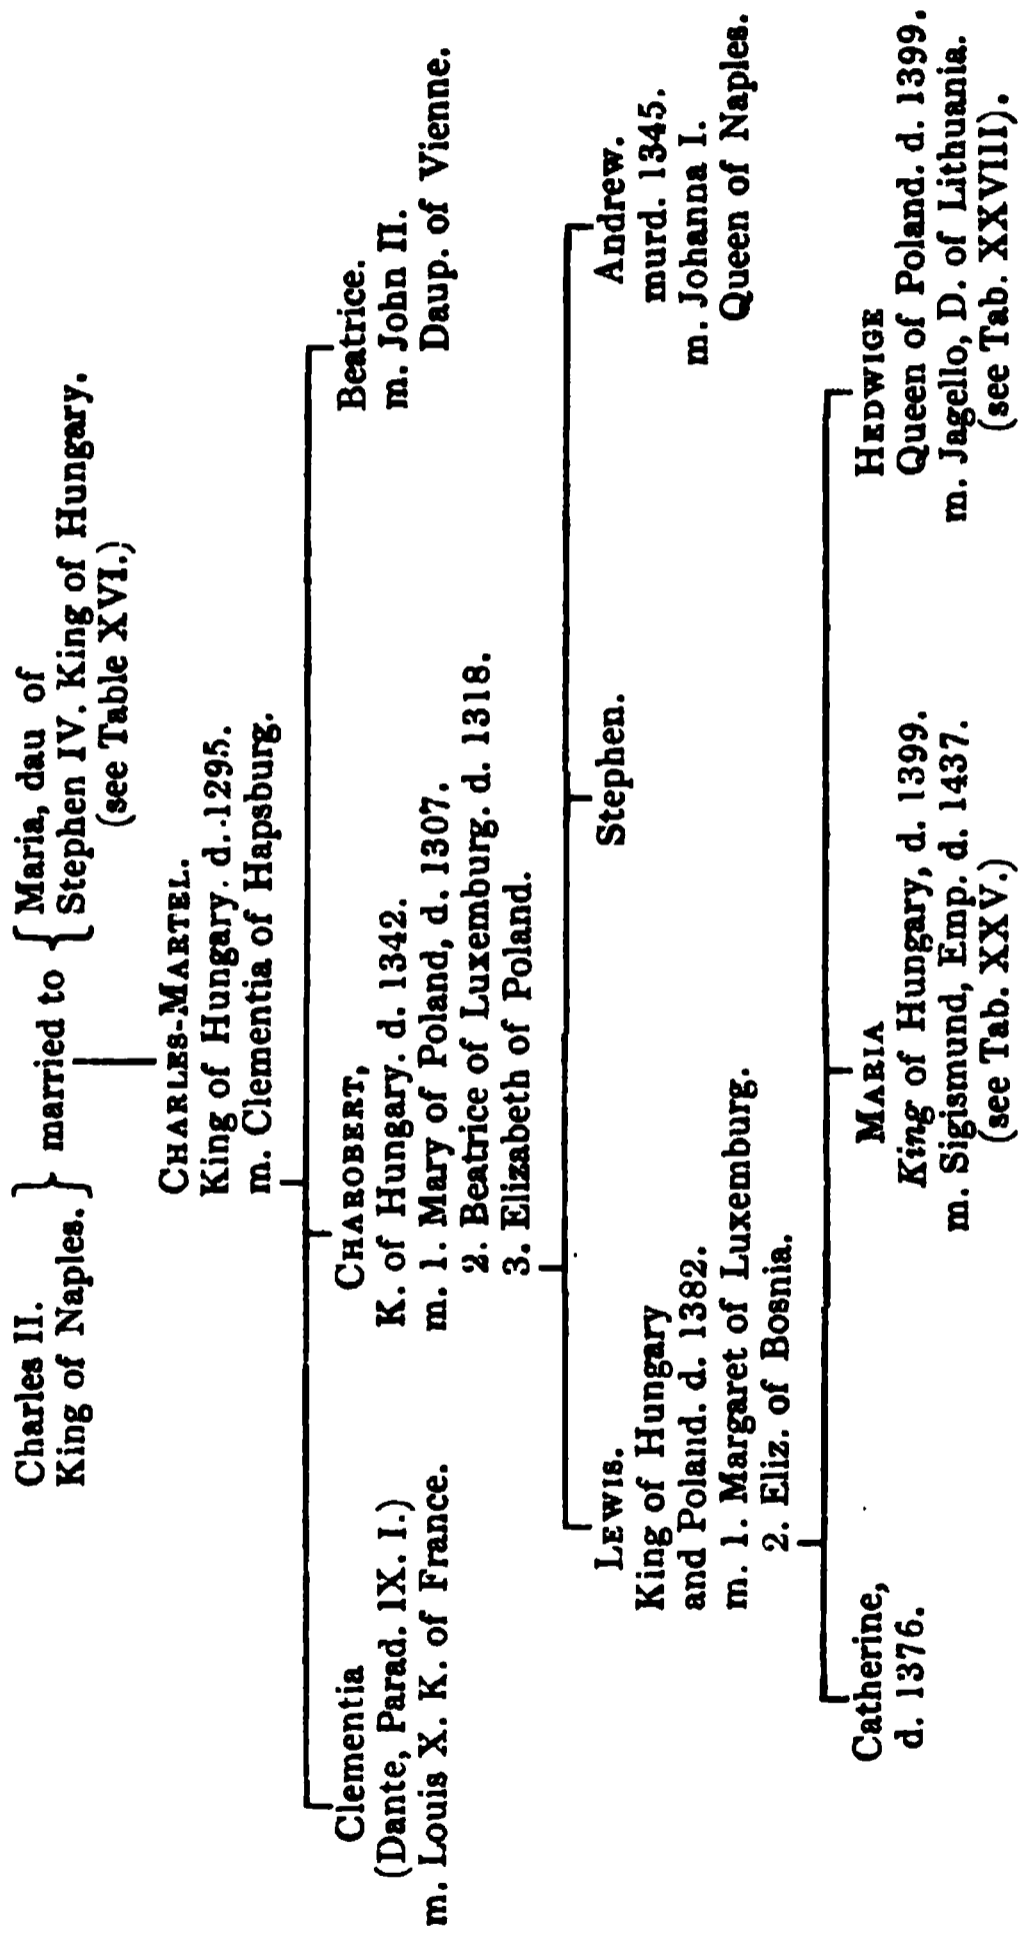 Charles II.
King of Naples. } married to { Maria, dau of
Stephen IV. King of Hungary.
(see Table XVI.)
CHARLES-MARTEL.
King of Hungary. d. 1295.
m. Clementia of Hapsburg.
Clementia
(Dante, Parad. IX. I.)
m. Louis X. K. of France.
CHAROBERT,
K. of Hungary. d. 1342.
m. 1. Mary of Poland, d. 1307.
2. Beatrice of Luxemburg. d. 1318.
3. Elizabeth of Poland.
Beatrice.
m. John II.
Daup. of Vienne.
LEWIS.
King of Hungary
and Poland. d. 1382.
m. 1. Margaret of Luxemburg.
2. Eliz. of Bosnia.
Stephen.
Andrew.
murd. 1345.
m. Johanna I.
Queen of Naples.
Catherine,
d. 1376.
MARIA
King of Hungary, d. 1399.
m. Sigismund, Emp. d. 1437.
(see Tab. XXV.)
HEDWIGE
Queen of Poland. d. 1399.
m. Jagello, D. of Lithuania.
(see Tab. XXVIII).